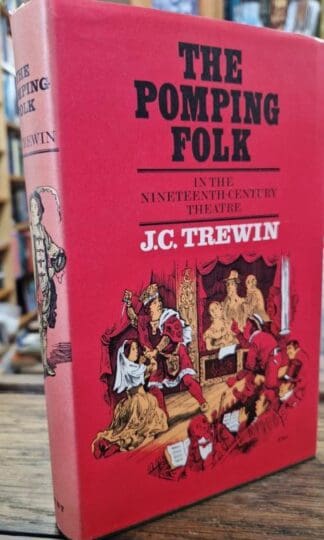 THE
POMPING
FOLK
IN THE
NINETEENTH-CENTURY
THEATRE
J.C. TREWIN
THE
POMPING
FOLK
TREWIN